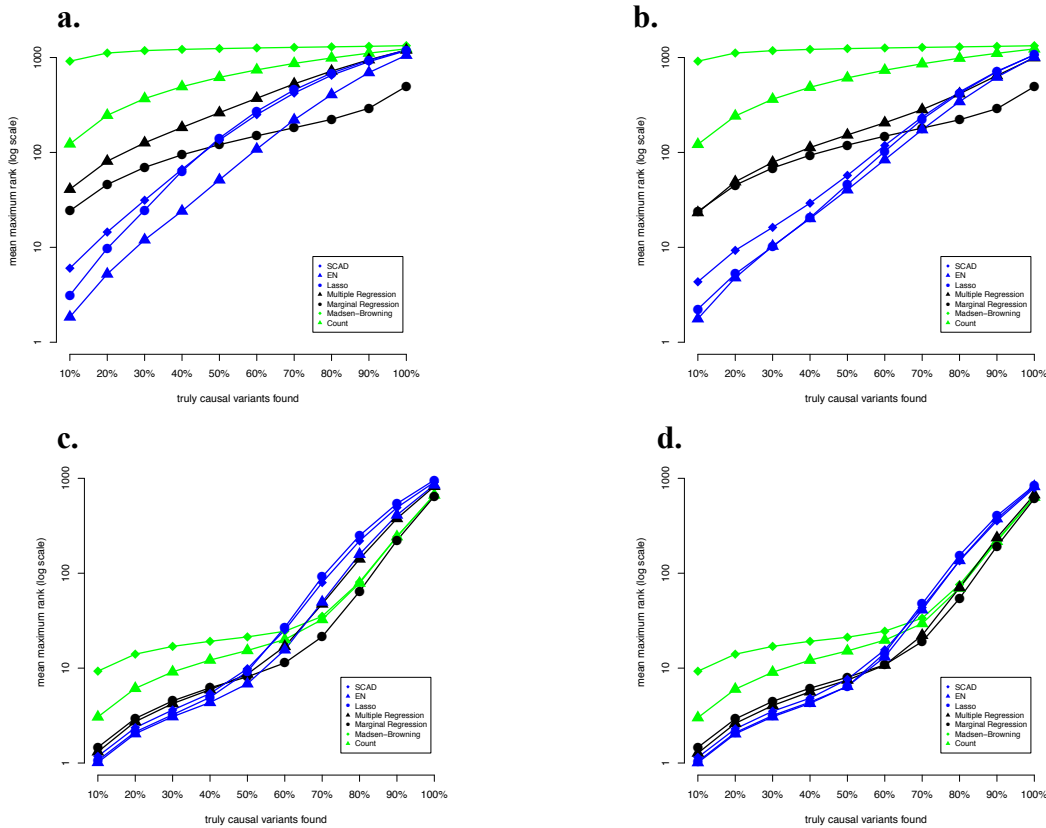 a.
mean maximum rank (log scale)
1000
100
10
1
SCAD
EN
Lasso
Multiple Regression
Marginal Regression
Madsen−Browning
Count
10% 20% 30% 40% 50% 60% 70% 80% 90% 100%
truly causal variants found
b.
mean maximum rank (log scale)
1000
100
10
1
SCAD
EN
Lasso
Multiple Regression
Marginal Regression
Madsen−Browning
Count
10% 20% 30% 40% 50% 60% 70% 80% 90% 100%
truly causal variants found
c.
mean maximum rank (log scale)
1000
100
10
1
SCAD
EN
Lasso
Multiple Regression
Marginal Regression
Madsen−Browning
Count
10% 20% 30% 40% 50% 60% 70% 80% 90% 100%
truly causal variants found
d.
mean maximum rank (log scale)
1000
100
10
1
SCAD
EN
Lasso
Multiple Regression
Marginal Regression
Madsen−Browning
Count
10% 20% 30% 40% 50% 60% 70% 80% 90% 100%
truly causal variants found